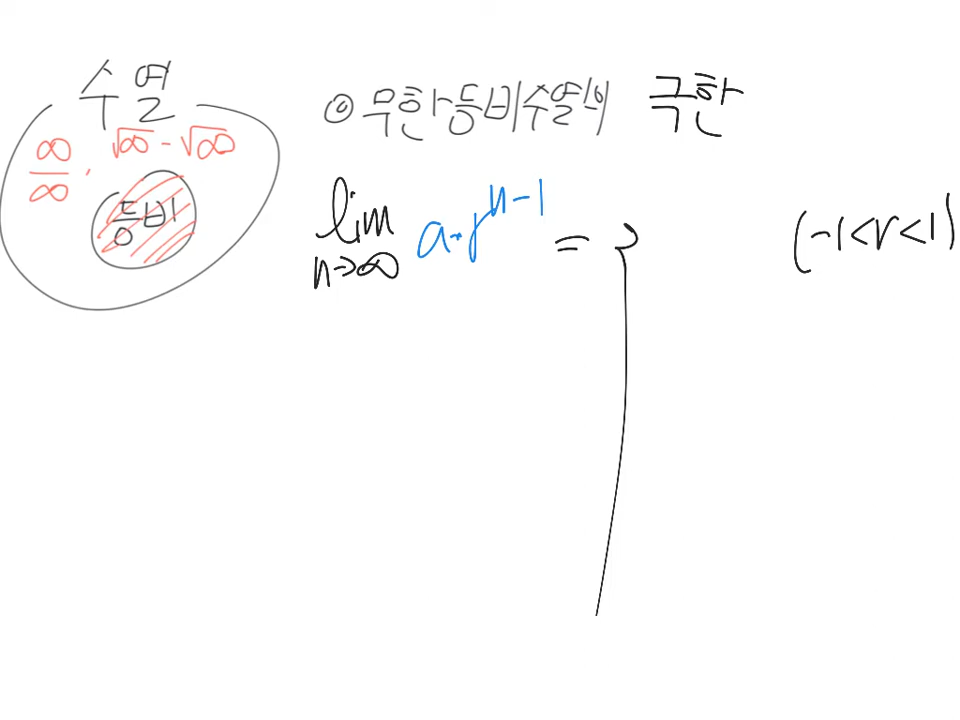 수열
∞/∞, √∞ - √∞
등비
◎ 무한등비수열의 극한
lim n→∞ a·r^(n-1) = { (-1<r<1)